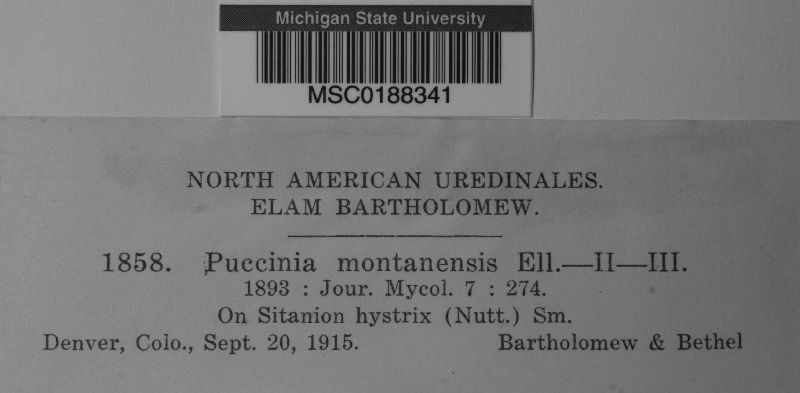 Michigan State University
MSC0188341
NORTH AMERICAN UREDINALES.
ELAM BARTHOLOMEW.
1858. Puccinia montanensis Ell.—II—III.
1893 : Jour. Mycol. 7 : 274.
On Sitanion hystrix (Nutt.) Sm.
Denver, Colo., Sept. 20, 1915. Bartholomew & Bethel